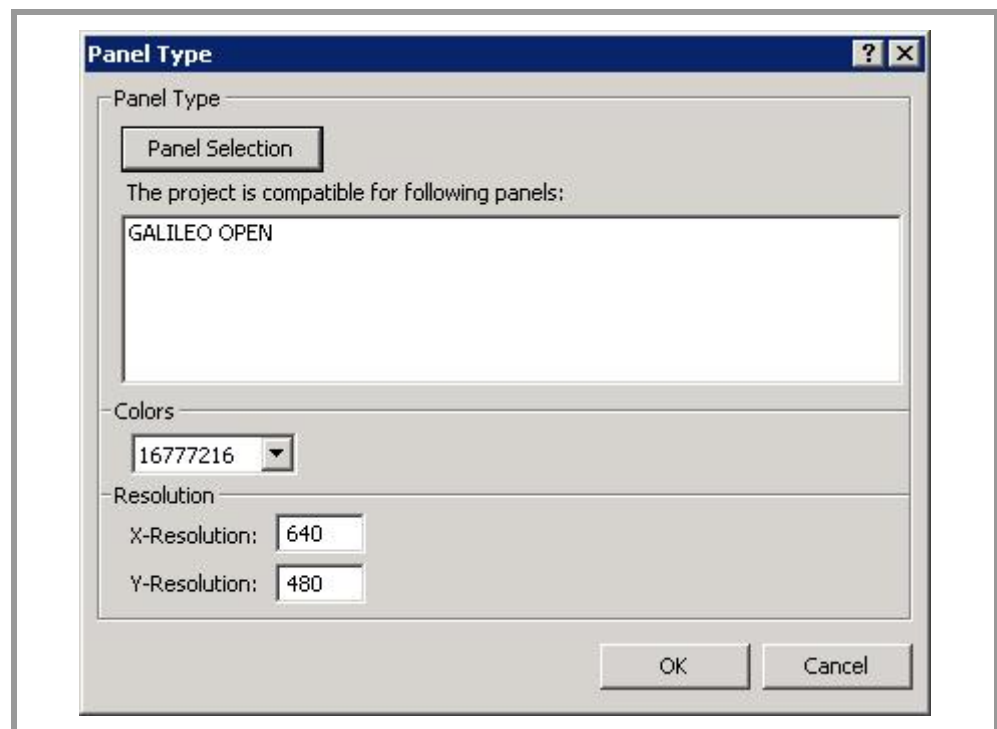 Panel Type
Panel Type
Panel Selection
The project is compatible for following panels:
GALILEO OPEN
Colors
16777216
Resolution
X-Resolution: 640
Y-Resolution: 480
OK Cancel